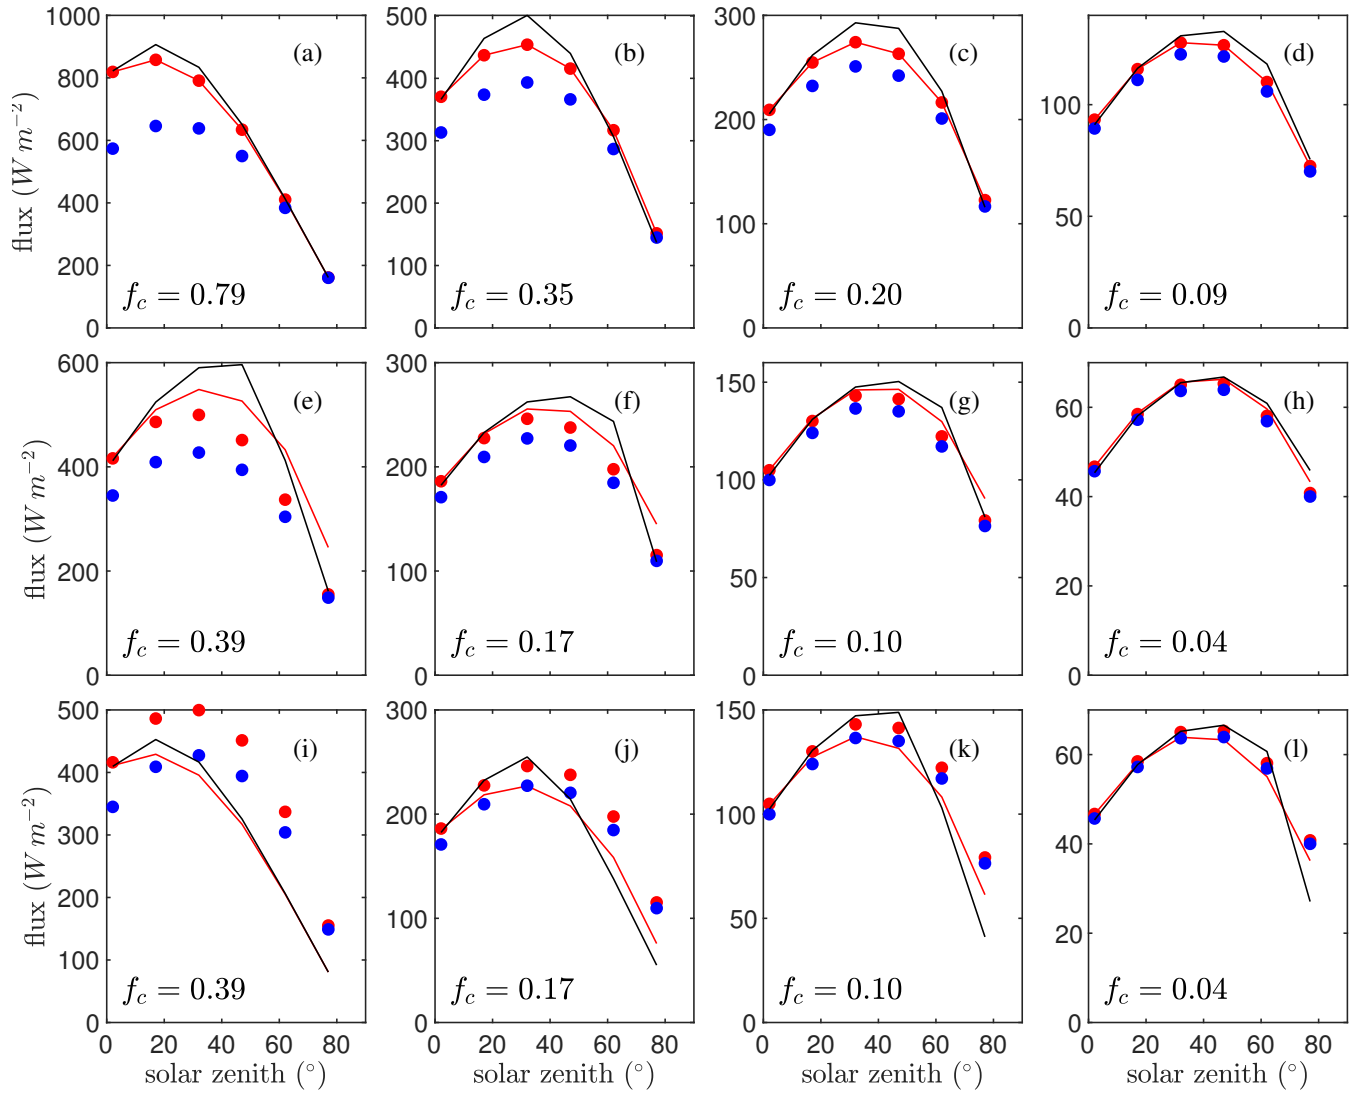 1000
800
600
400
200
0
flux (W m⁻²)
(a)
f_c = 0.79
500
400
300
200
100
0
(b)
f_c = 0.35
300
200
100
0
(c)
f_c = 0.20
100
50
0
(d)
f_c = 0.09
600
400
200
0
flux (W m⁻²)
(e)
f_c = 0.39
300
200
100
0
(f)
f_c = 0.17
150
100
50
0
(g)
f_c = 0.10
60
40
20
0
(h)
f_c = 0.04
500
400
300
200
100
0
flux (W m⁻²)
(i)
f_c = 0.39
0 20 40 60 80
solar zenith (°)
300
200
100
0
(j)
f_c = 0.17
0 20 40 60 80
solar zenith (°)
150
100
50
0
(k)
f_c = 0.10
0 20 40 60 80
solar zenith (°)
60
40
20
0
(l)
f_c = 0.04
0 20 40 60 80
solar zenith (°)